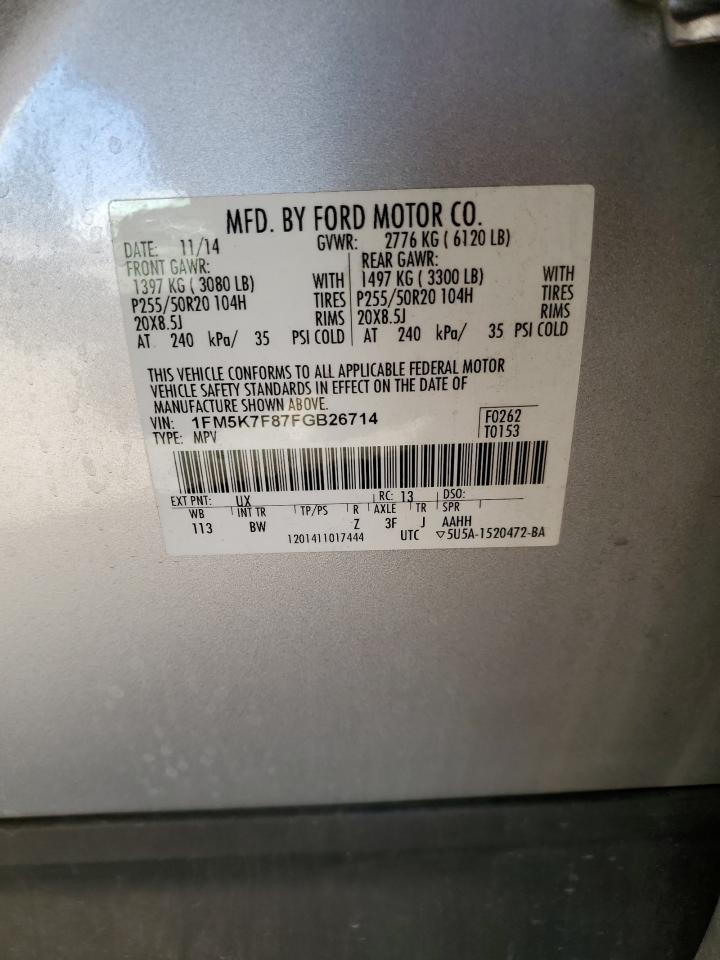 MFD. BY FORD MOTOR CO.
DATE: 11/14 GVWR: 2776 KG ( 6120 LB)
FRONT GAWR: REAR GAWR:
1397 KG ( 3080 LB) WITH 1497 KG ( 3300 LB) WITH
P255/50R20 104H TIRES P255/50R20 104H TIRES
20X8.5J RIMS 20X8.5J RIMS
AT 240 kPa/ 35 PSI COLD AT 240 kPa/ 35 PSI COLD
THIS VEHICLE CONFORMS TO ALL APPLICABLE FEDERAL MOTOR
VEHICLE SAFETY STANDARDS IN EFFECT ON THE DATE OF
MANUFACTURE SHOWN ABOVE.
VIN: 1FM5K7F87FGB26714 F0262
TYPE: MPV T0153
EXT PNT: UX RC: 13 DSO:
WB INT TR TP/PS R AXLE TR SPR
113 BW Z 3F J AAHH
1201411017444 UTC ▽5U5A-1520472-BA